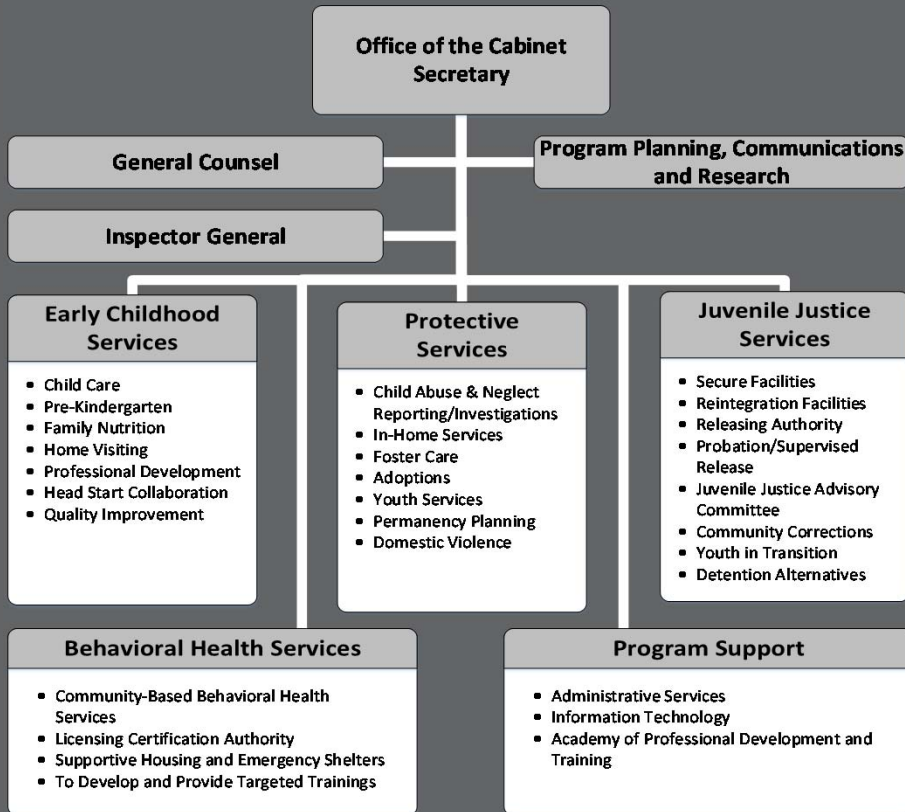 Office of the Cabinet
Secretary
General Counsel
Program Planning, Communications
and Research
Inspector General
Early Childhood
Services
▪ Child Care
▪ Pre-Kindergarten
▪ Family Nutrition
▪ Home Visiting
▪ Professional Development
▪ Head Start Collaboration
▪ Quality Improvement
Protective
Services
▪ Child Abuse & Neglect
Reporting/Investigations
▪ In-Home Services
▪ Foster Care
▪ Adoptions
▪ Youth Services
▪ Permanency Planning
▪ Domestic Violence
Juvenile Justice
Services
▪ Secure Facilities
▪ Reintegration Facilities
▪ Releasing Authority
▪ Probation/Supervised
Release
▪ Juvenile Justice Advisory
Committee
▪ Community Corrections
▪ Youth in Transition
▪ Detention Alternatives
Behavioral Health Services
▪ Community-Based Behavioral Health
Services
▪ Licensing Certification Authority
▪ Supportive Housing and Emergency Shelters
▪ To Develop and Provide Targeted Trainings
Program Support
▪ Administrative Services
▪ Information Technology
▪ Academy of Professional Development and
Training